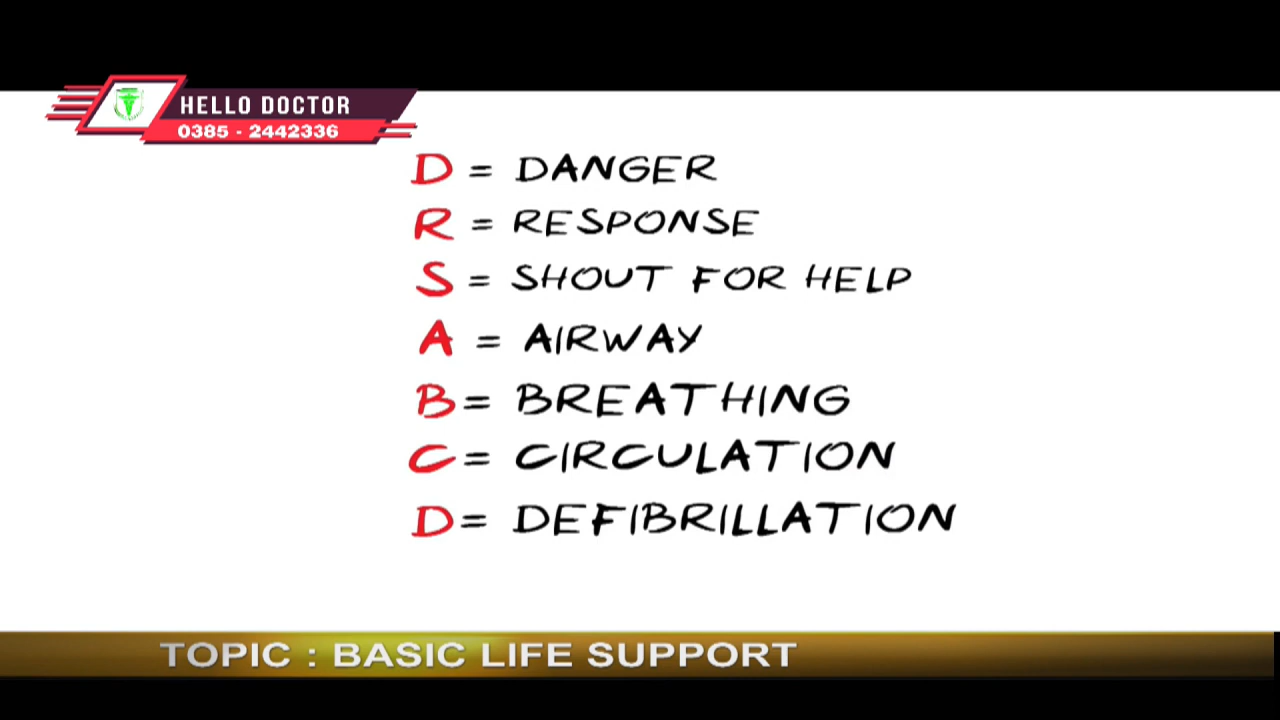 HELLO DOCTOR
0385 - 2442336
D = DANGER
R = RESPONSE
S = SHOUT FOR HELP
A = AIRWAY
B = BREATHING
C = CIRCULATION
D = DEFIBRILLATION
TOPIC : BASIC LIFE SUPPORT